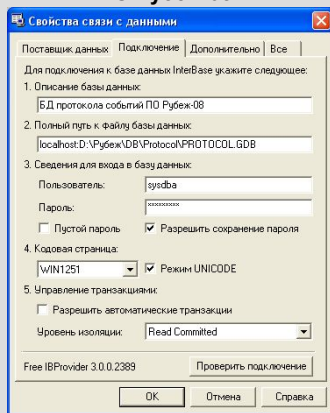 Свойства связи с данными
Поставщик данных Подключение Дополнительно Все
Для подключения к базе данных InterBase укажите следующее:
1. Описание базы данных:
БД протокола событий ПО Рубеж-08
2. Полный путь к файлу базы данных:
localhost:D:\Рубеж\DB\Protocol\PROTOCOL.GDB
3. Сведения для входа в базу данных:
Пользователь: sysdba
Пароль: xxxxxxxxx
Пустой пароль Разрешить сохранение пароля
4. Кодовая страница:
WIN1251 Режим UNICODE
5. Управление транзакциями:
Разрешить автоматические транзакции
Уровень изоляции: Read Committed
Free IBProvider 3.0.0.2389 Проверить подключение
OK Отмена Справка